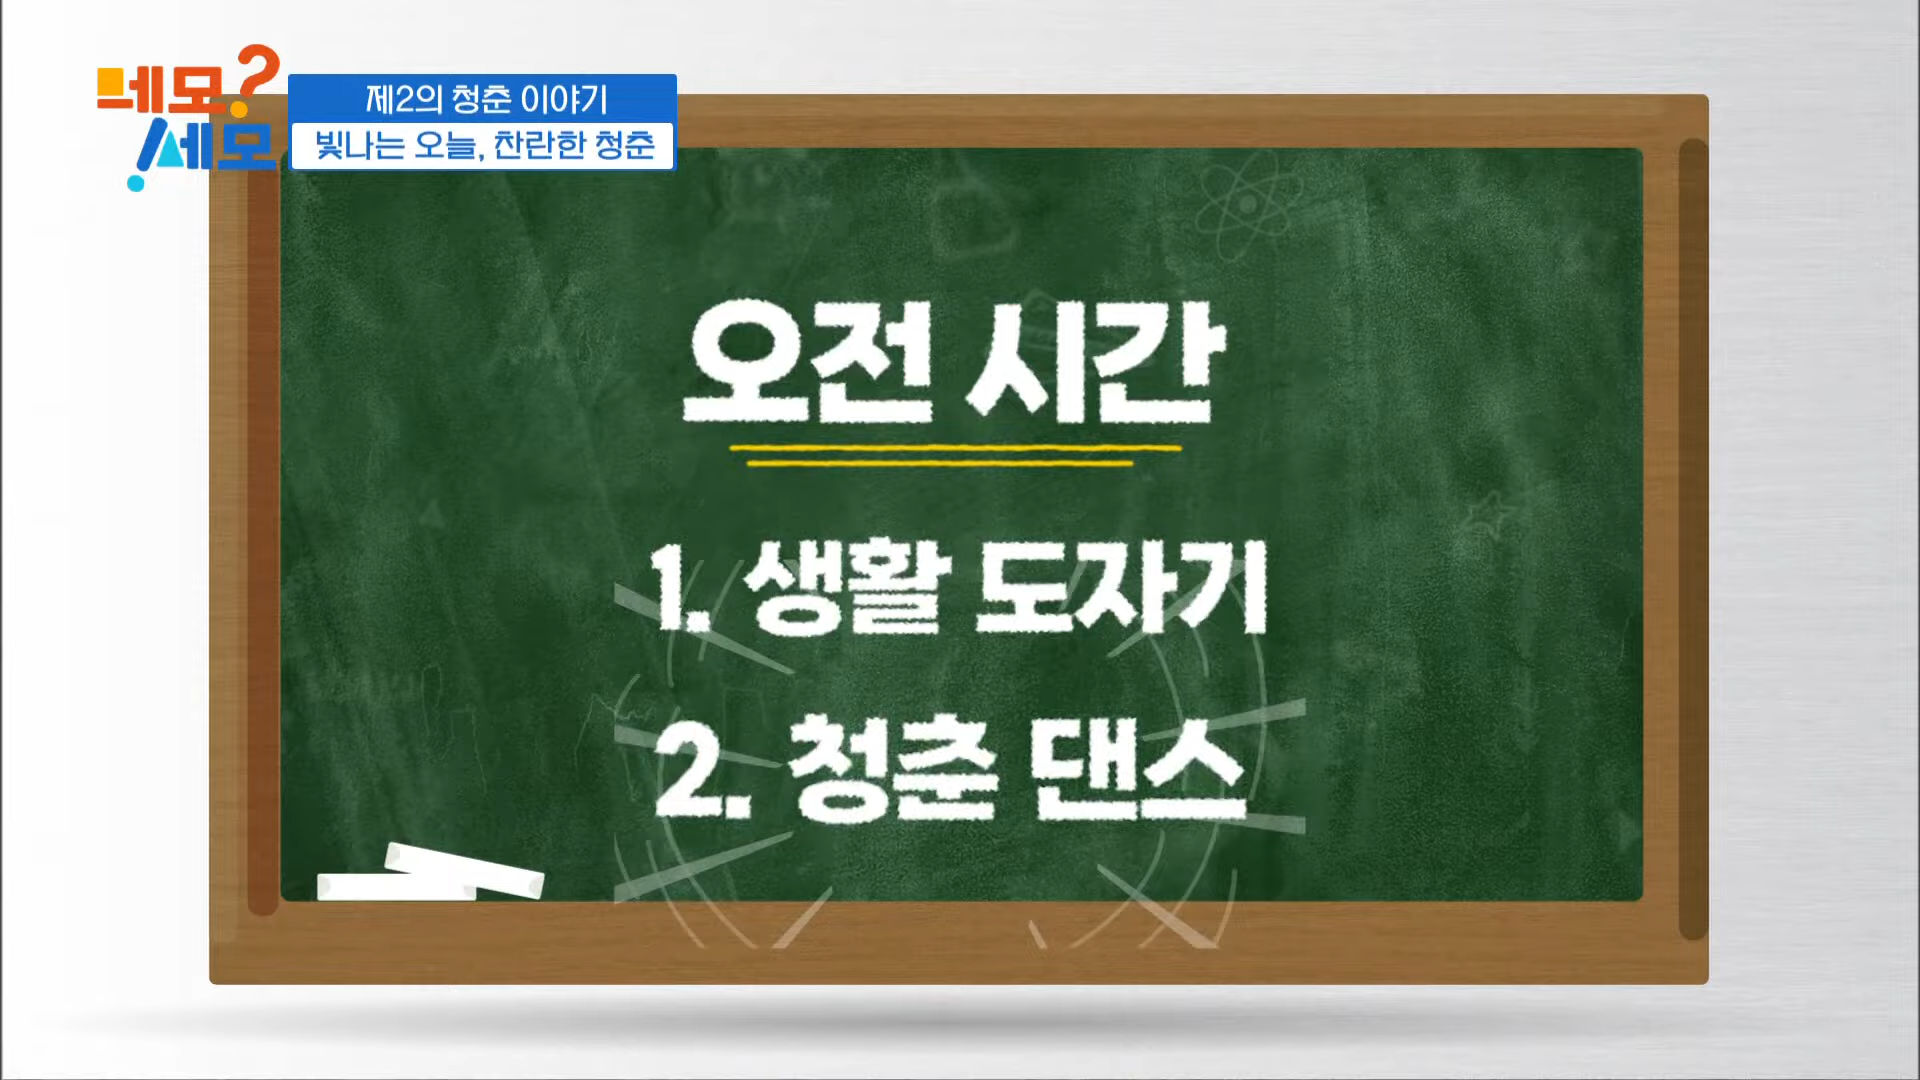 네모?
세모
제2의 청춘 이야기
빛나는 오늘, 찬란한 청춘
오전 시간
1. 생활 도자기
2. 청춘 댄스